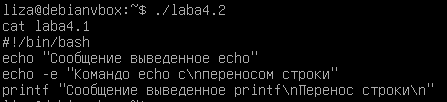 liza@debianvbox:~$ ./laba4.2
cat laba4.1
#!/bin/bash
echo "Сообщение выведенное echo"
echo -e "Командо echo с\nпереносом строки"
printf "Сообщение выведенное printf\nПеренос строки\n"